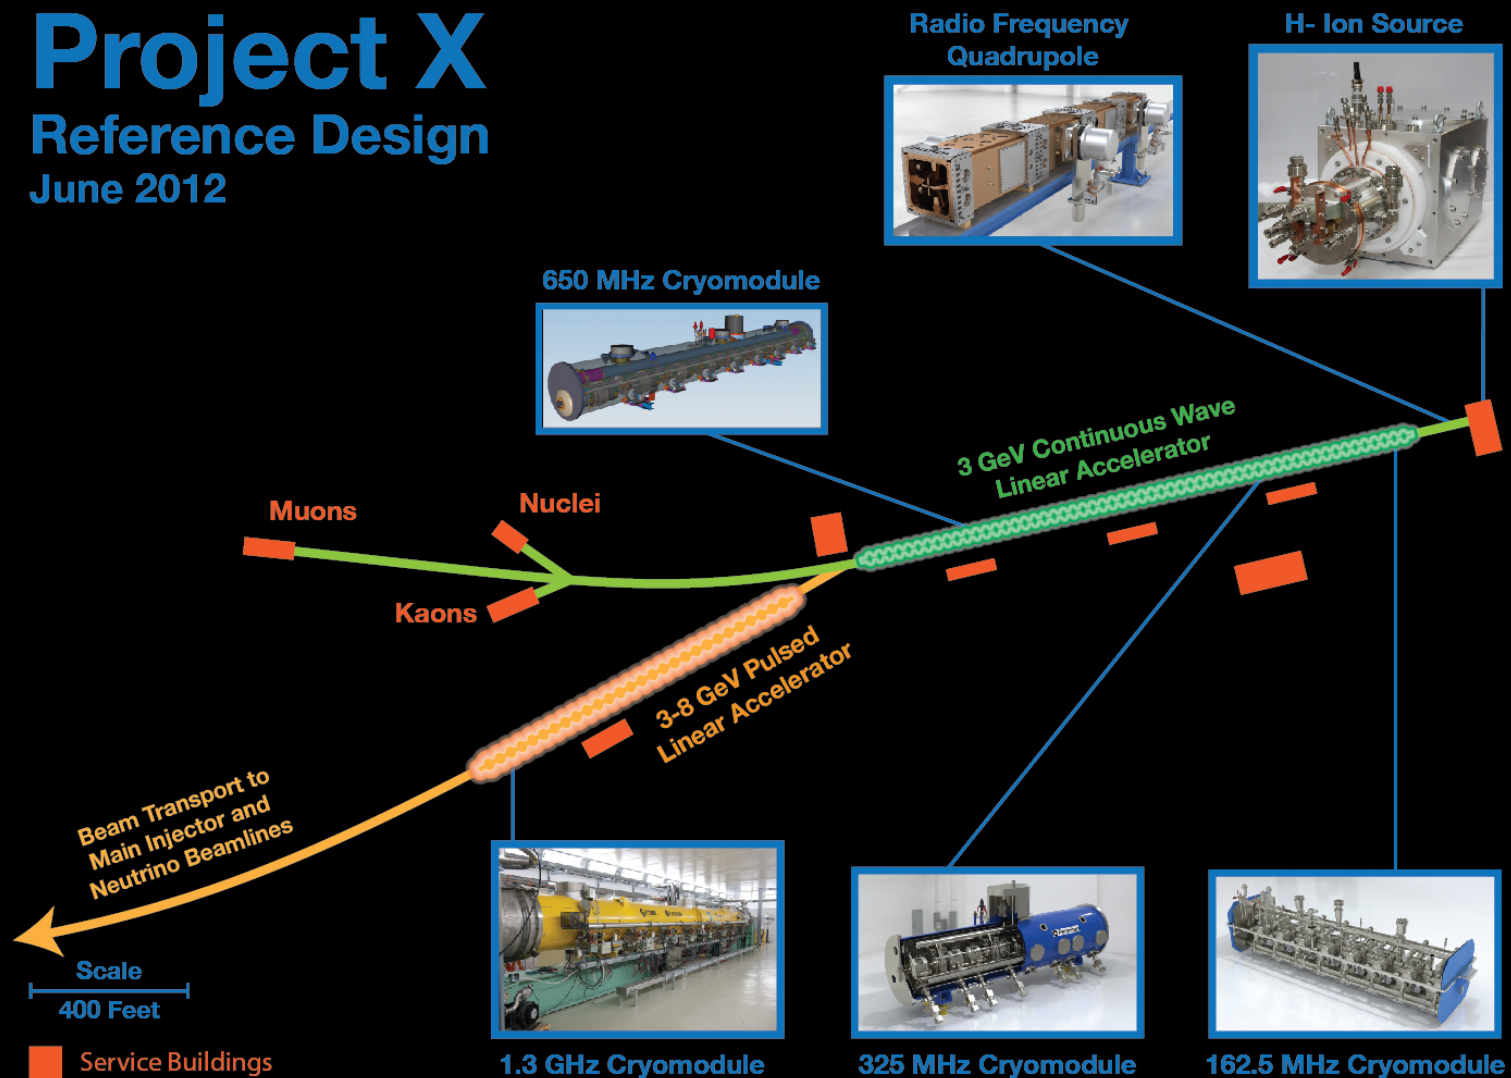 Project X
Reference Design
June 2012
Radio Frequency
Quadrupole
H- Ion Source
650 MHz Cryomodule
3 GeV Continuous Wave
Linear Accelerator
Muons
Nuclei
Kaons
3-8 GeV Pulsed
Linear Accelerator
Beam Transport to
Main Injector and
Neutrino Beamlines
Scale
400 Feet
Service Buildings
1.3 GHz Cryomodule
325 MHz Cryomodule
162.5 MHz Cryomodule